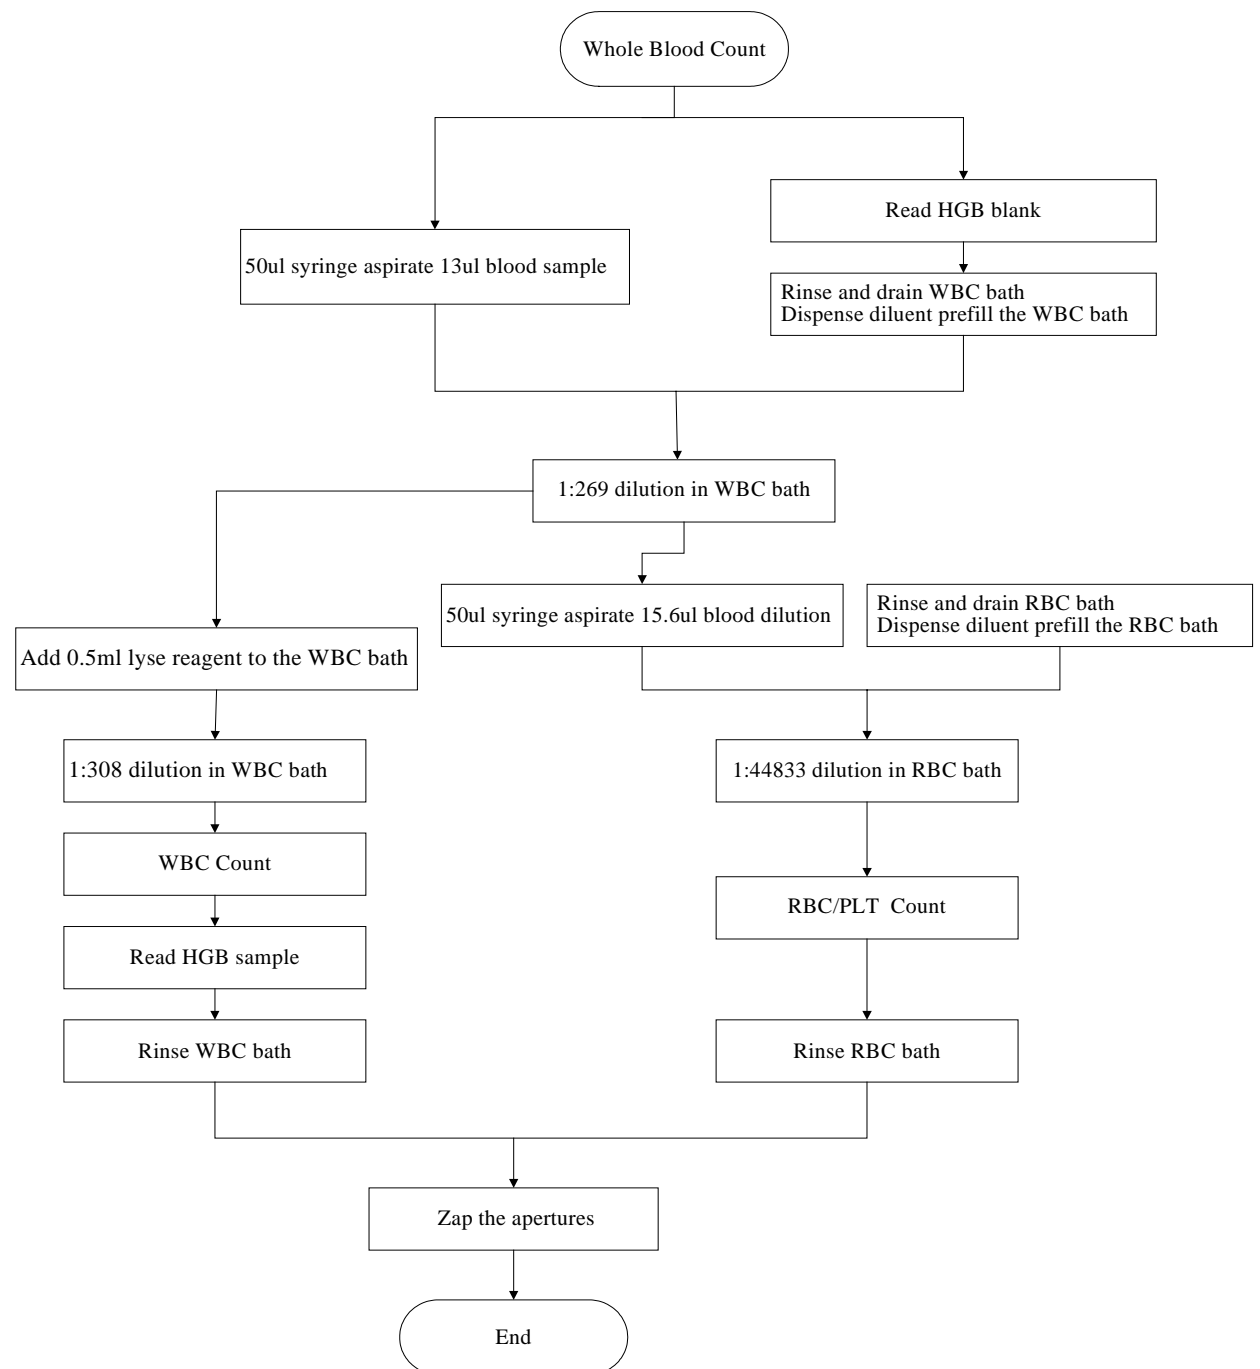 Whole Blood Count
Read HGB blank
50ul syringe aspirate 13ul blood sample
Rinse and drain WBC bath
Dispense diluent prefill the WBC bath
1:269 dilution in WBC bath
50ul syringe aspirate 15.6ul blood dilution
Rinse and drain RBC bath
Dispense diluent prefill the RBC bath
Add 0.5ml lyse reagent to the WBC bath
1:308 dilution in WBC bath
1:44833 dilution in RBC bath
WBC Count
RBC/PLT Count
Read HGB sample
Rinse WBC bath
Rinse RBC bath
Zap the apertures
End